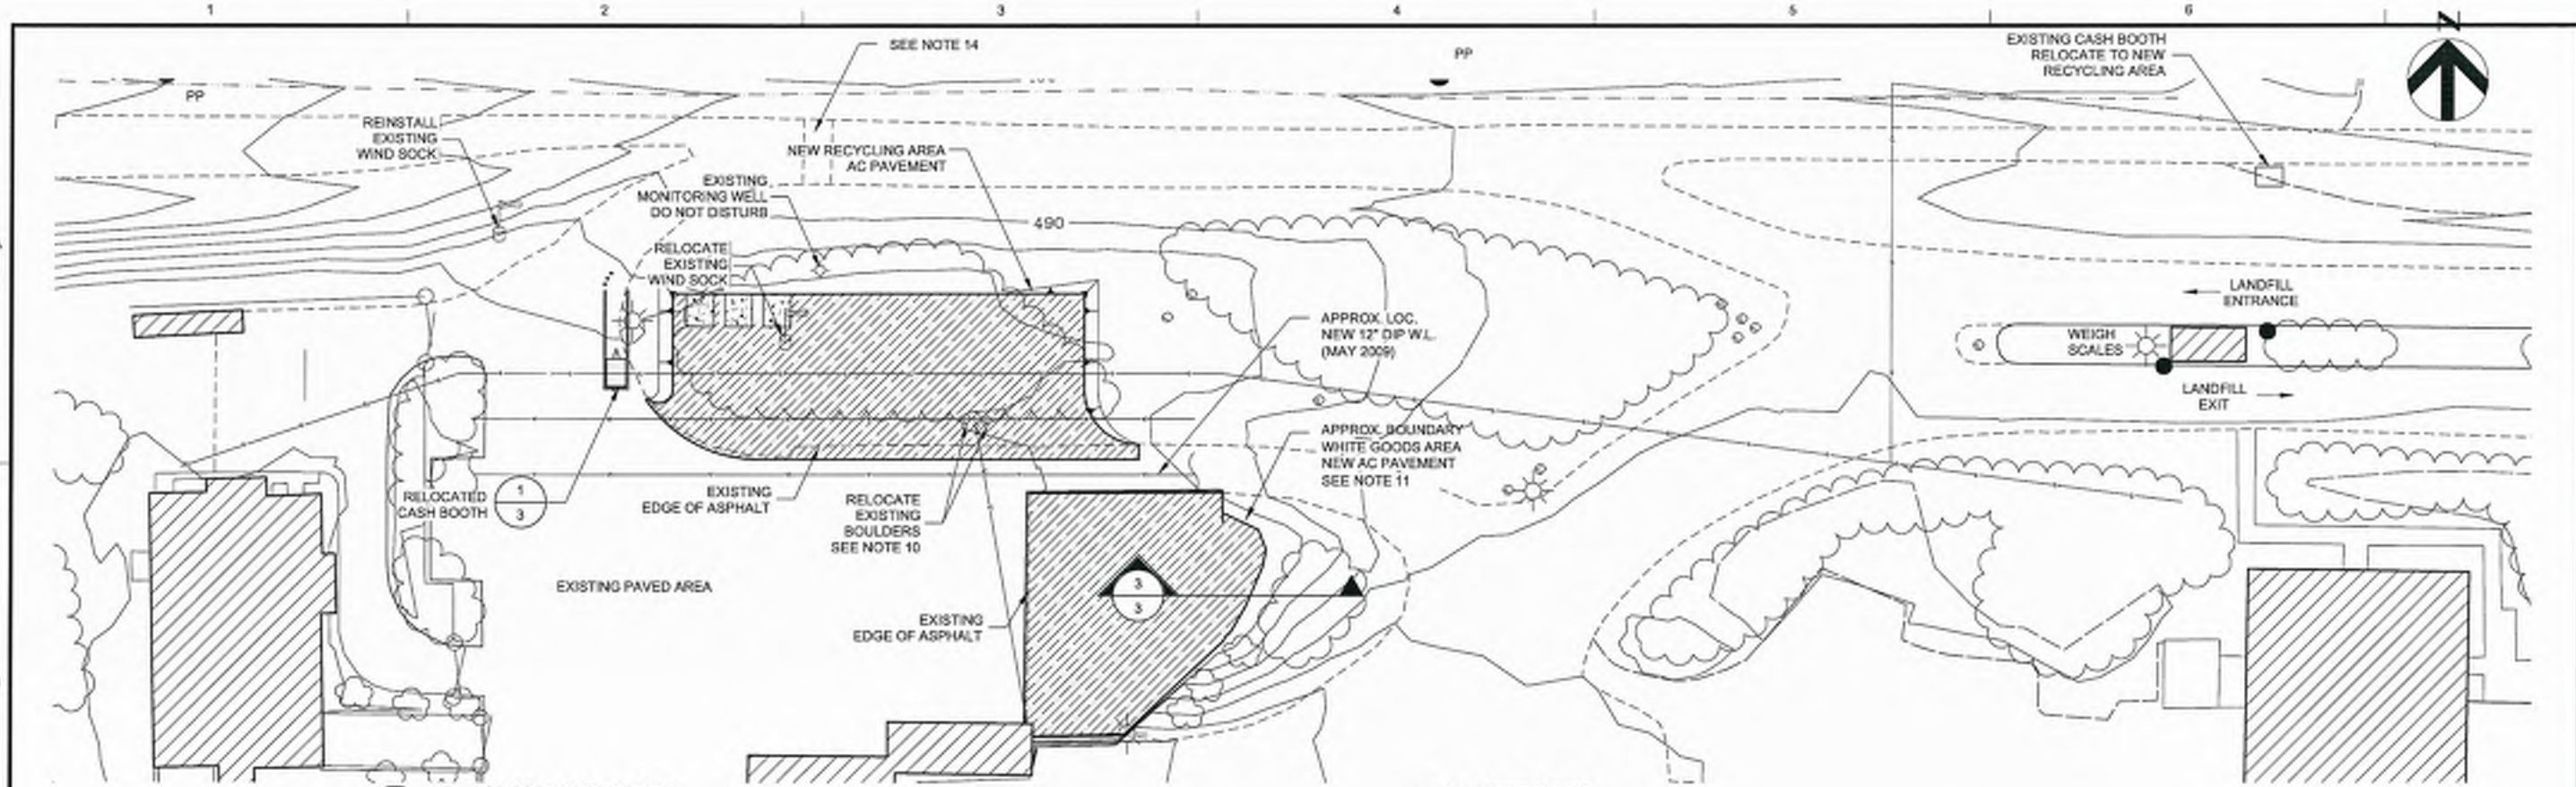 1
2
3
4
5
6
N
SEE NOTE 14
PP
EXISTING CASH BOOTH
RELOCATE TO NEW
RECYCLING AREA
PP
REINSTALL
EXISTING
WIND SOCK
NEW RECYCLING AREA
AC PAVEMENT
EXISTING
MONITORING WELL
DO NOT DISTURB
490
RELOCATE
EXISTING
WIND SOCK
LANDFILL
ENTRANCE
APPROX. LOC.
NEW 12" DIP W.L.
(MAY 2009)
WEIGH
SCALES
LANDFILL
EXIT
APPROX. BOUNDARY
WHITE GOODS AREA
NEW AC PAVEMENT
SEE NOTE 11
RELOCATED
CASH BOOTH
1
3
EXISTING
EDGE OF ASPHALT
RELOCATE
EXISTING
BOULDERS
SEE NOTE 10
EXISTING PAVED AREA
3
3
EXISTING
EDGE OF ASPHALT